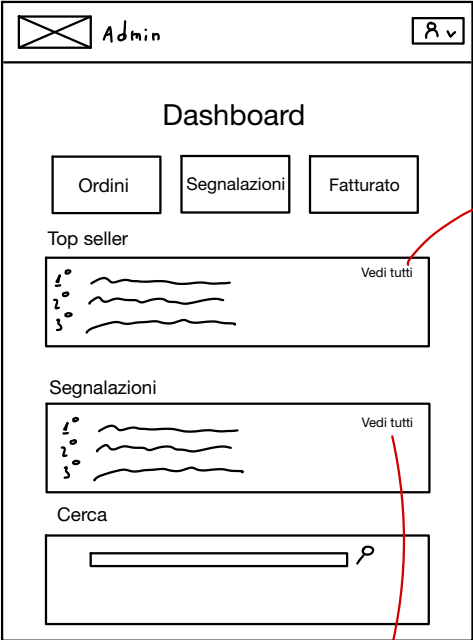 Admin
Dashboard
Ordini Segnalazioni Fatturato
Top seller
Vedi tutti
1°
2°
3°
Segnalazioni
Vedi tutti
1°
2°
3°
Cerca